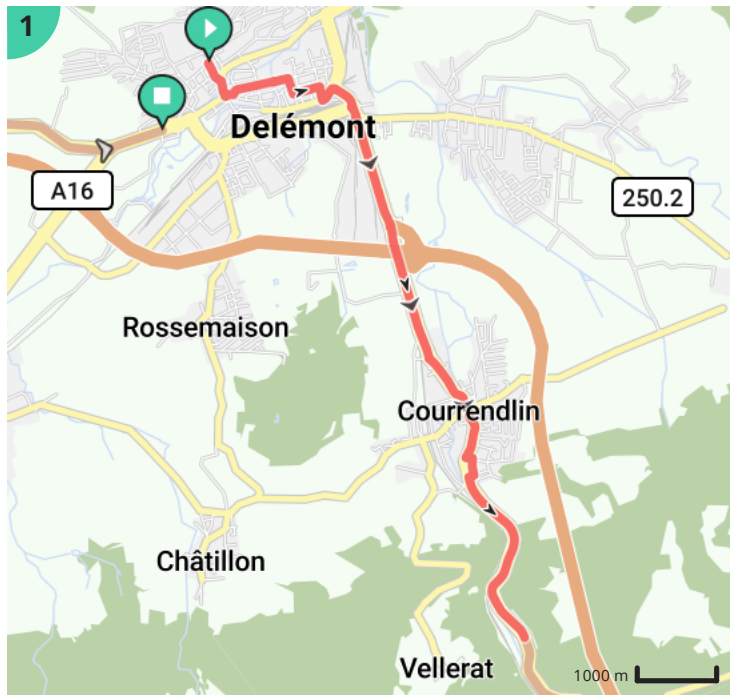 1
Delémont
A16
250.2
Rossemaison
Courrendlin
Châtillon
Vellerat
1000 m